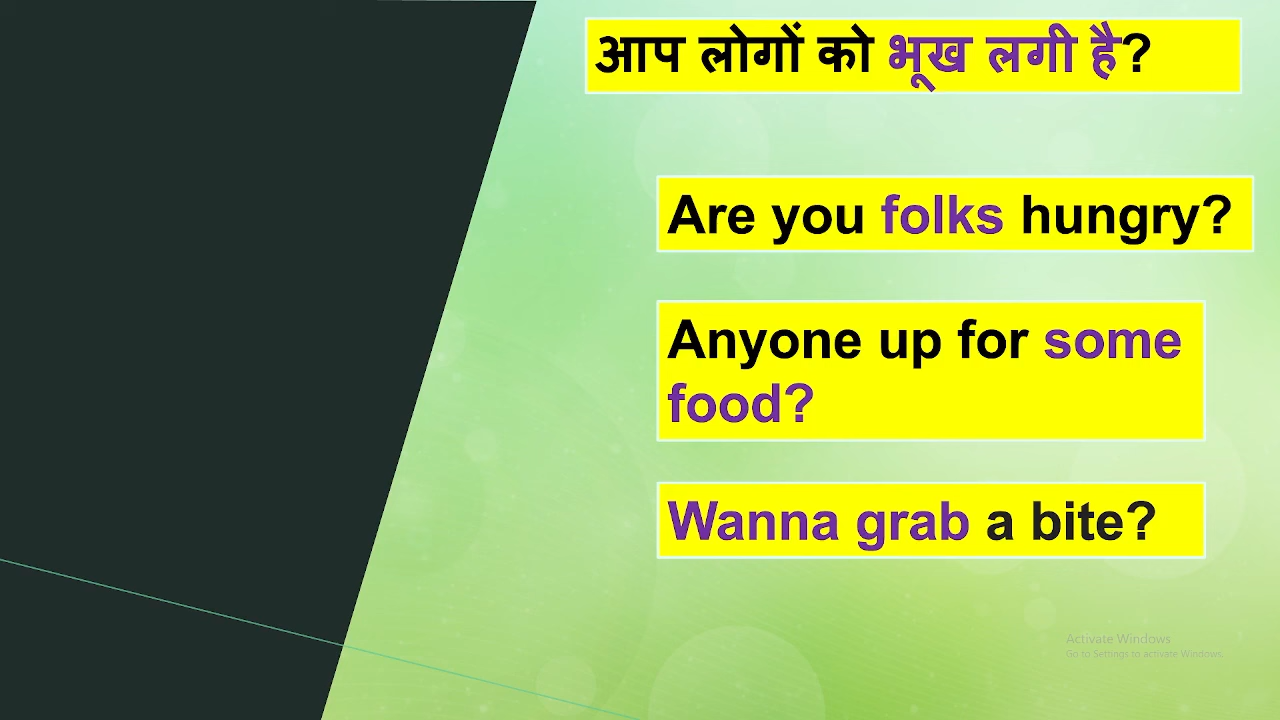 आप लोगों को भूख लगी है?
Are you folks hungry?
Anyone up for some
food?
Wanna grab a bite?
Activate Windows
Go to Settings to activate Windows.